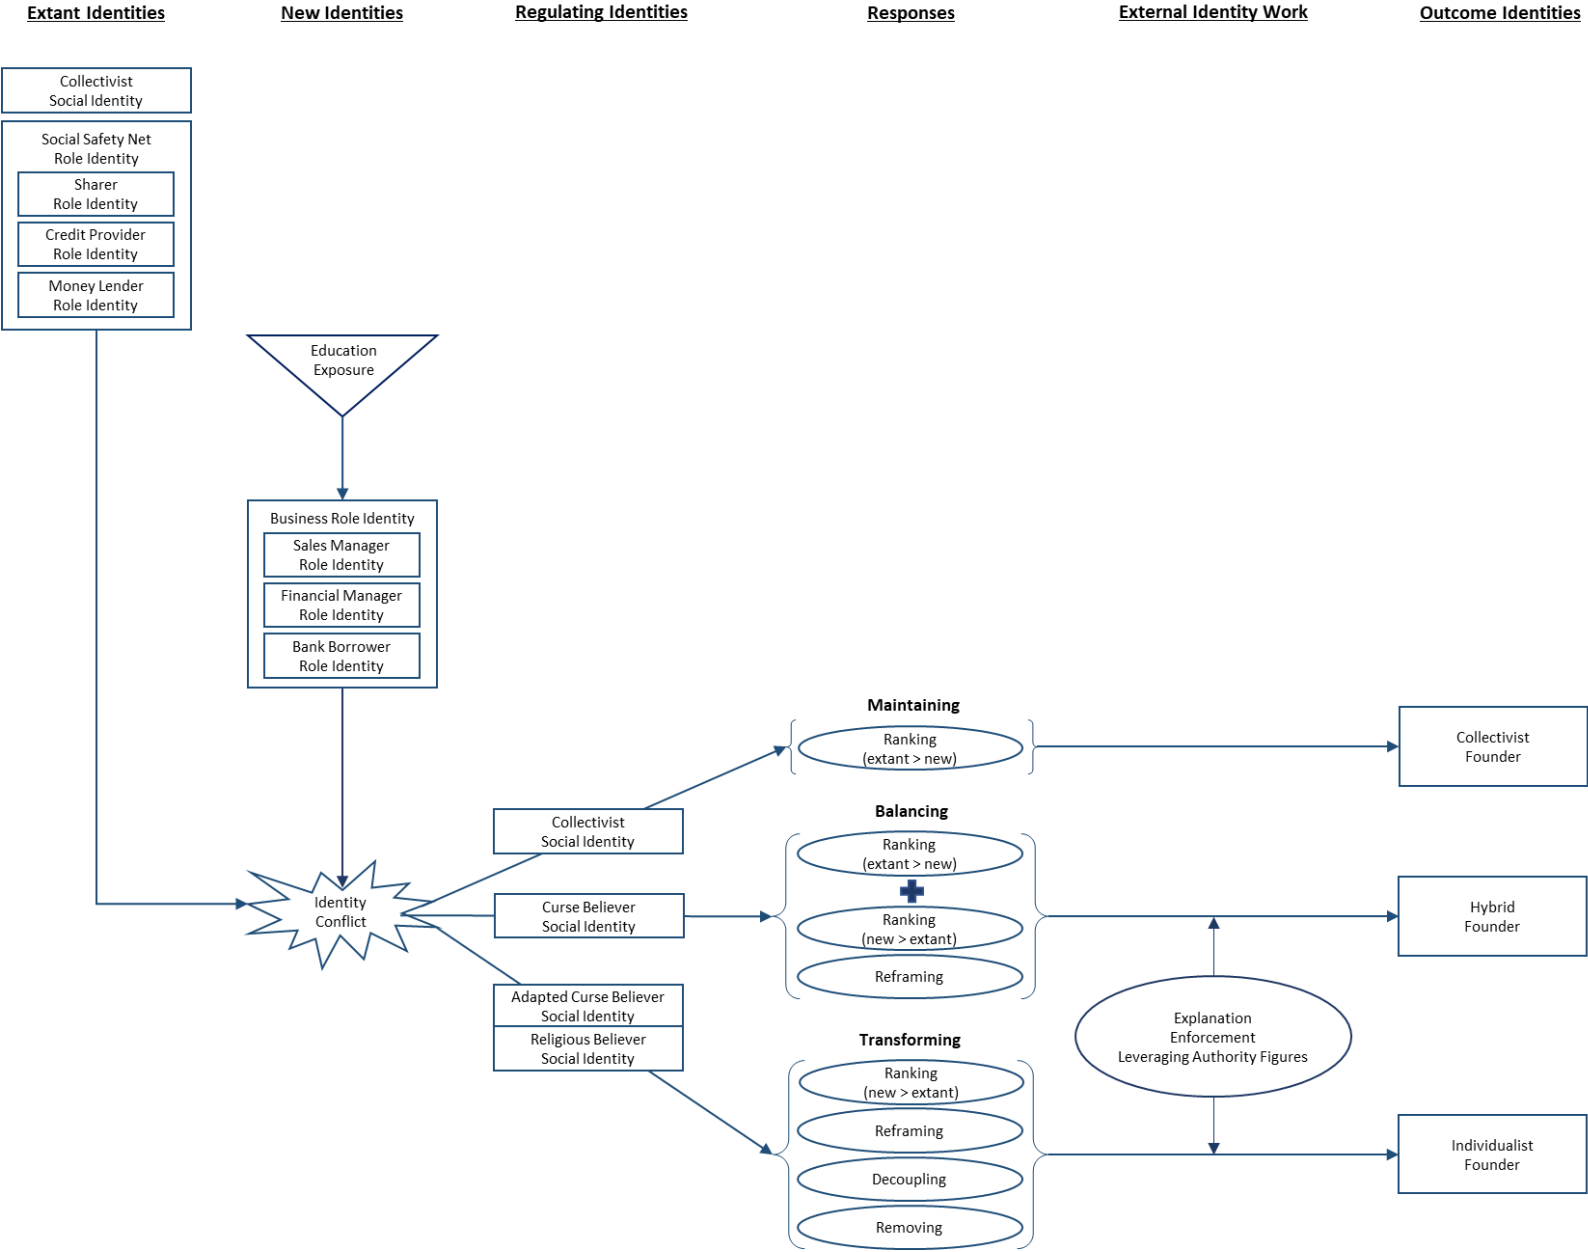 Extant Identities
New Identities
Regulating Identities
Responses
External Identity Work
Outcome Identities
Collectivist
Social Identity
Social Safety Net
Role Identity
Sharer
Role Identity
Credit Provider
Role Identity
Money Lender
Role Identity
Education
Exposure
Business Role Identity
Sales Manager
Role Identity
Financial Manager
Role Identity
Bank Borrower
Role Identity
Identity
Conflict
Collectivist
Social Identity
Curse Believer
Social Identity
Adapted Curse Believer
Social Identity
Religious Believer
Social Identity
Maintaining
Ranking
(extant > new)
Balancing
Ranking
(extant > new)
Ranking
(new > extant)
Reframing
Transforming
Ranking
(new > extant)
Reframing
Decoupling
Removing
Explanation
Enforcement
Leveraging Authority Figures
Collectivist
Founder
Hybrid
Founder
Individualist
Founder